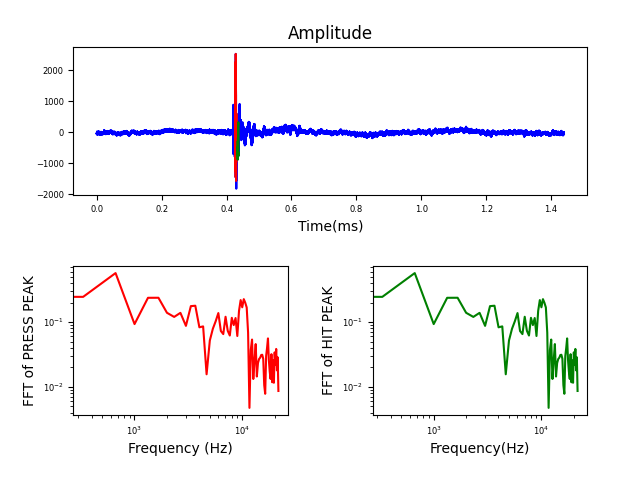 Amplitude
2000
1000
0
−1000
−2000
0.0 0.2 0.4 0.6 0.8 1.0 1.2 1.4
Time(ms)
FFT of PRESS PEAK
10⁻¹
10⁻²
10³ 10⁴
Frequency (Hz)
FFT of HIT PEAK
10⁻¹
10⁻²
10³ 10⁴
Frequency(Hz)